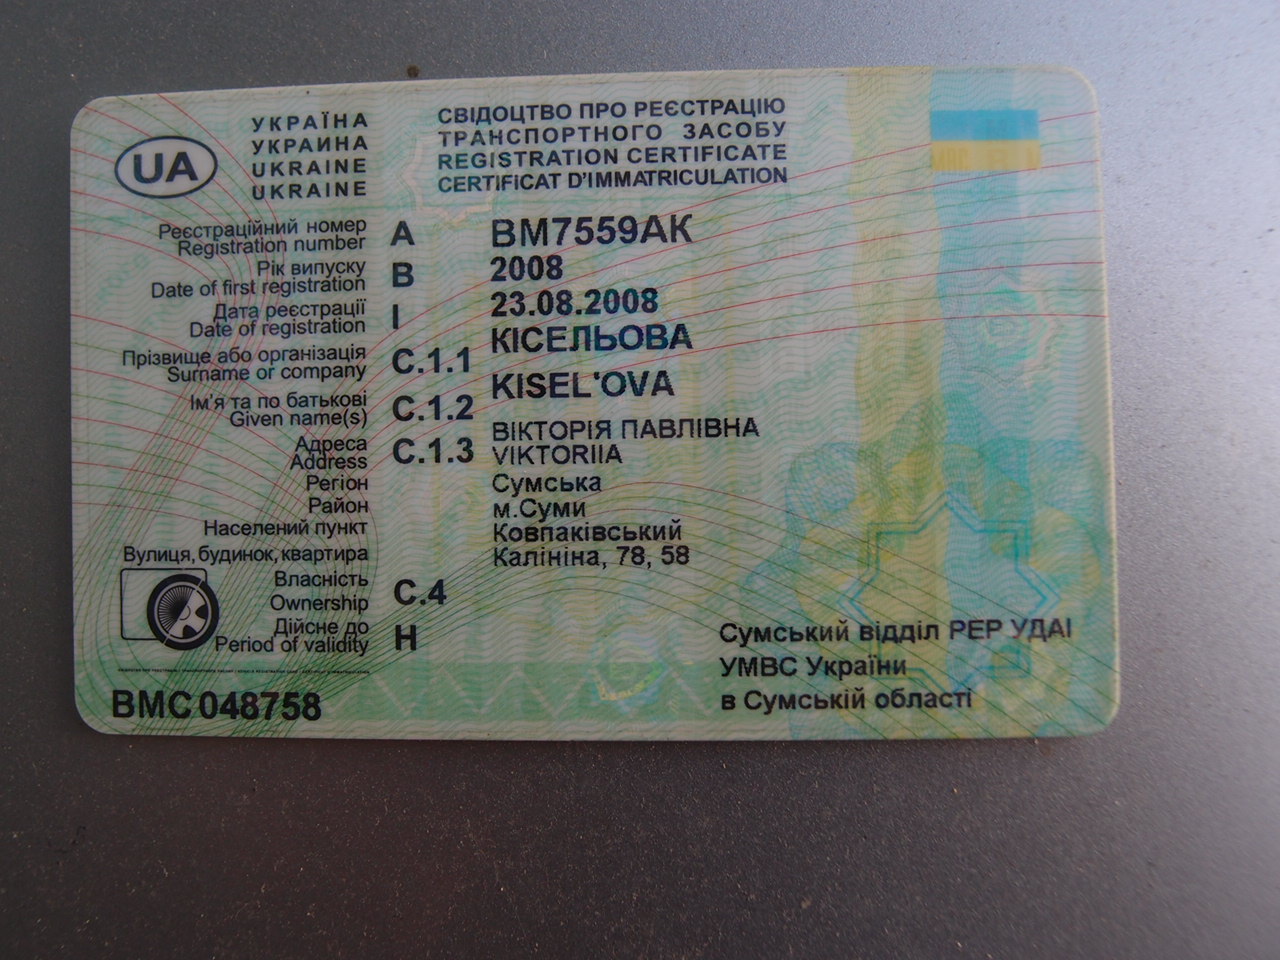 UA
УКРАЇНА
УКРАИНА
UKRAINE
UKRAINE
СВІДОЦТВО ПРО РЕЄСТРАЦІЮ
ТРАНСПОРТНОГО ЗАСОБУ
REGISTRATION CERTIFICATE
CERTIFICAT D'IMMATRICULATION
Реєстраційний номер
Registration number
A
ВМ7559АК
Рік випуску
Date of first registration
B
2008
Дата реєстрації
Date of registration
I
23.08.2008
Прізвище або організація
Surname or company
C.1.1
КІСЕЛЬОВА
KISEL'OVA
Ім'я та по батькові
Given name(s)
C.1.2
ВІКТОРІЯ ПАВЛІВНА
VIKTORIIA
Адреса
Address
C.1.3
Регіон
Сумська
Район
м.Суми
Населений пункт
Ковпаківський
Вулиця, будинок, квартира
Калініна, 78, 58
Власність
Ownership
C.4
Дійсне до
Period of validity
H
Сумський відділ РЕР УДАІ
УМВС України
в Сумській області
ВМС 048758